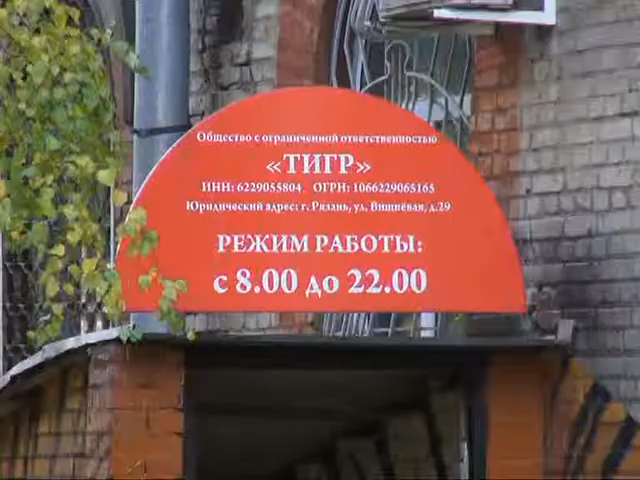 Общество с ограниченной ответственностью
«ТИГР»
ИНН: 6229055804 ОГРН: 1066229065165
Юридический адрес: г. Рязань, ул. Вишнёвая, д.29
РЕЖИМ РАБОТЫ:
с 8.00 до 22.00